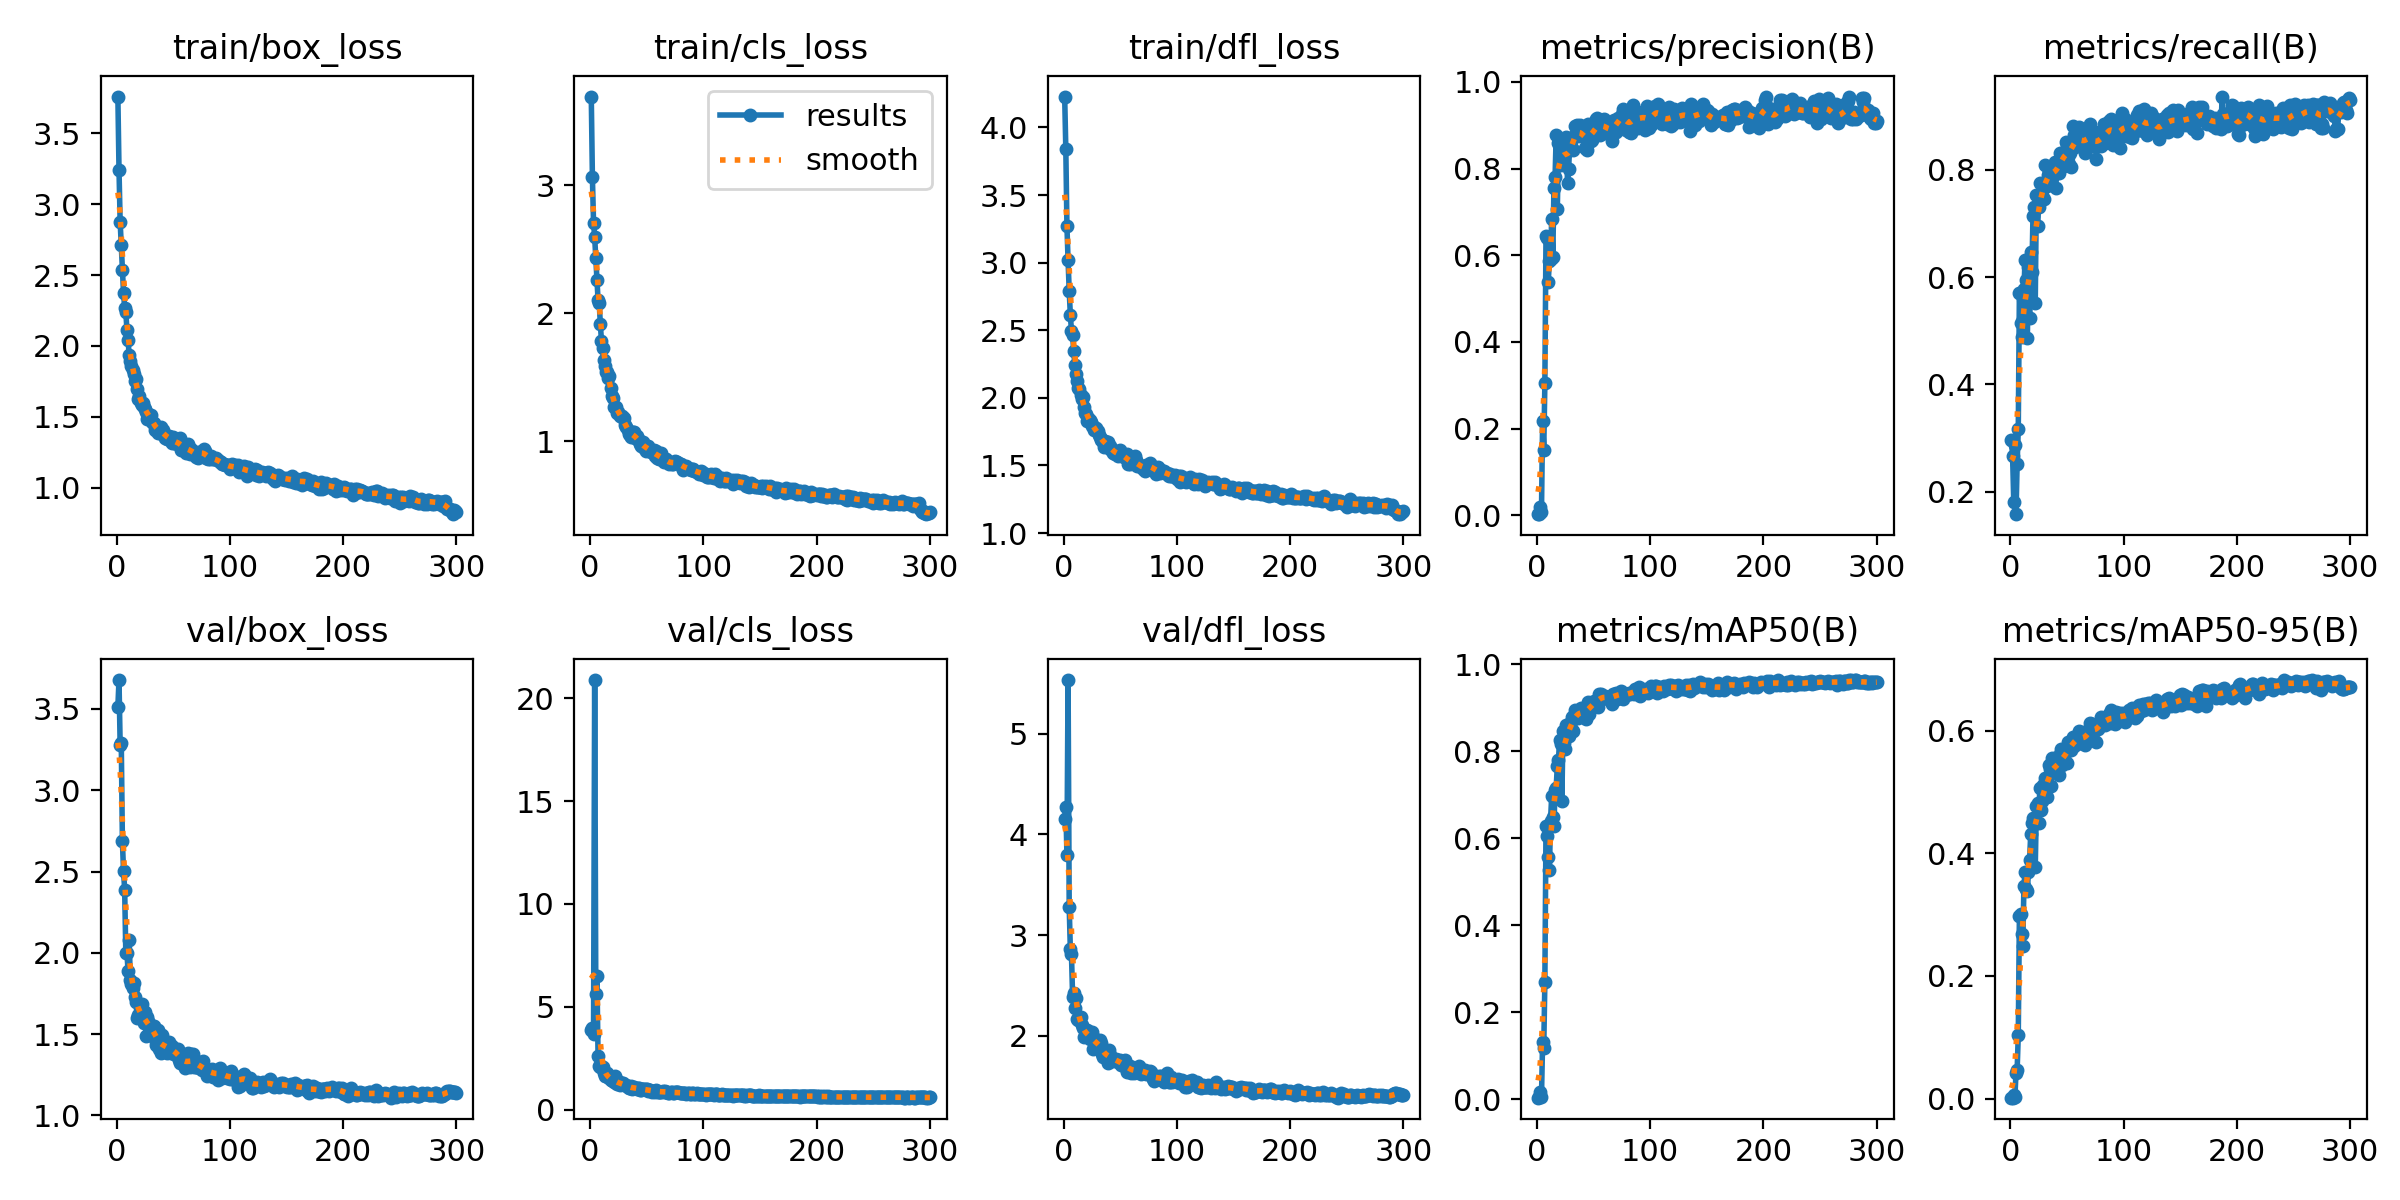 train/box_loss
3.5
3.0
2.5
2.0
1.5
1.0
0 100 200 300
train/cls_loss
results
smooth
3
2
1
0 100 200 300
train/dfl_loss
4.0
3.5
3.0
2.5
2.0
1.5
1.0
0 100 200 300
metrics/precision(B)
1.0
0.8
0.6
0.4
0.2
0.0
0 100 200 300
metrics/recall(B)
0.8
0.6
0.4
0.2
0 100 200 300
val/box_loss
3.5
3.0
2.5
2.0
1.5
1.0
0 100 200 300
val/cls_loss
20
15
10
5
0
0 100 200 300
val/dfl_loss
5
4
3
2
0 100 200 300
metrics/mAP50(B)
1.0
0.8
0.6
0.4
0.2
0.0
0 100 200 300
metrics/mAP50-95(B)
0.6
0.4
0.2
0.0
0 100 200 300